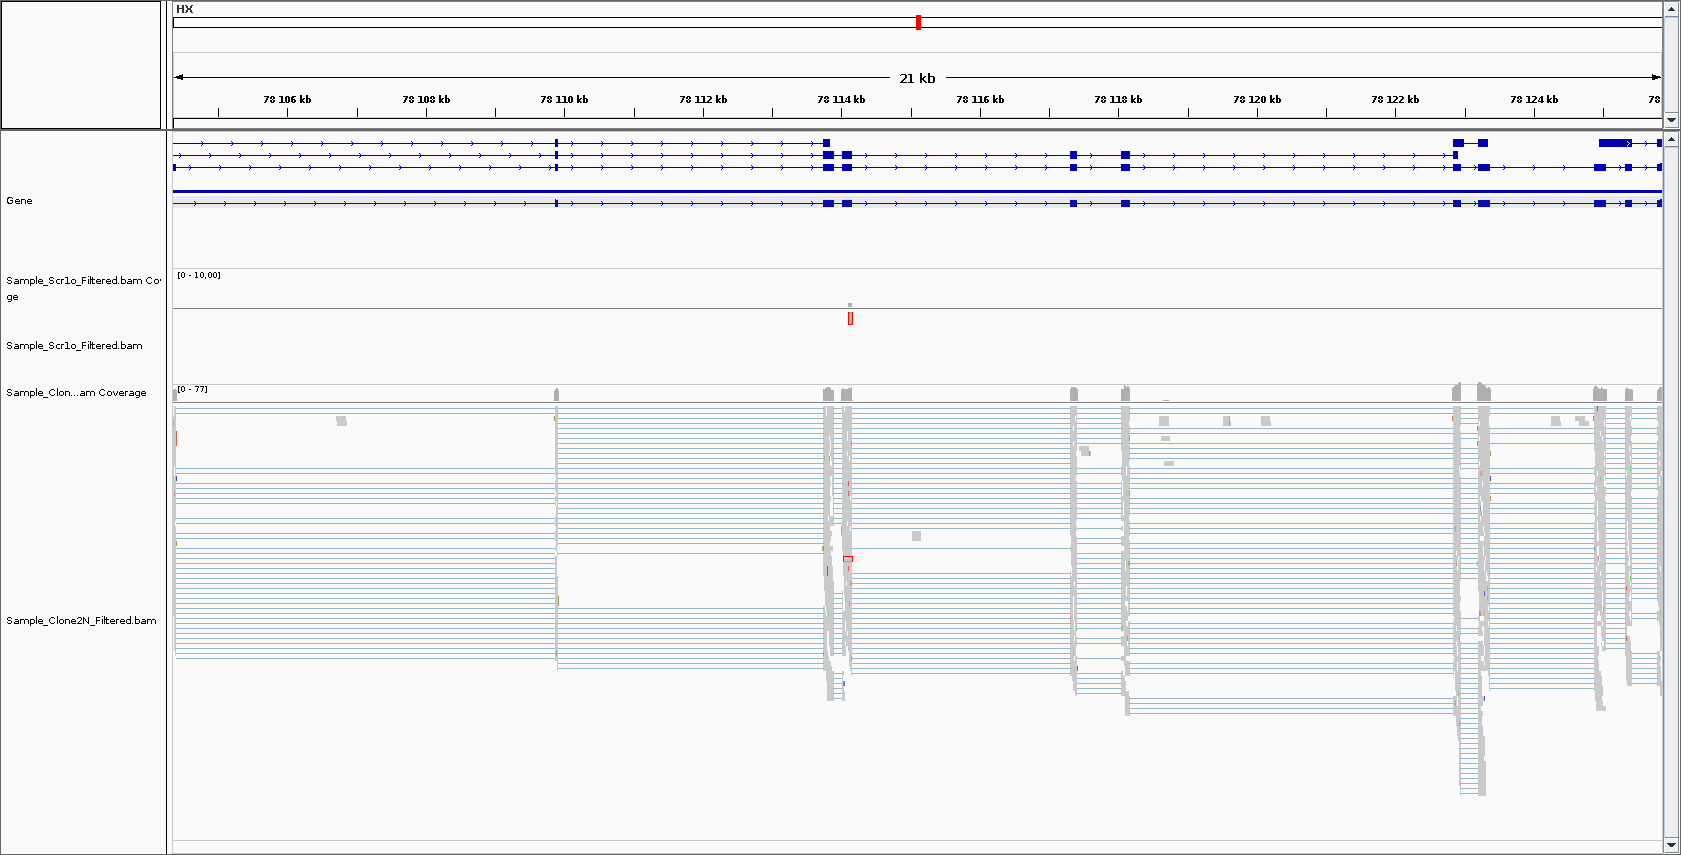 HX
21 kb
78 106 kb 78 108 kb 78 110 kb 78 112 kb 78 114 kb 78 116 kb 78 118 kb 78 120 kb 78 122 kb 78 124 kb 78
Gene
[0 - 10,00]
Sample_Scr1o_Filtered.bam Co
ge
Sample_Scr1o_Filtered.bam
[0 - 77]
Sample_Clon...am Coverage
Sample_Clone2N_Filtered.bam